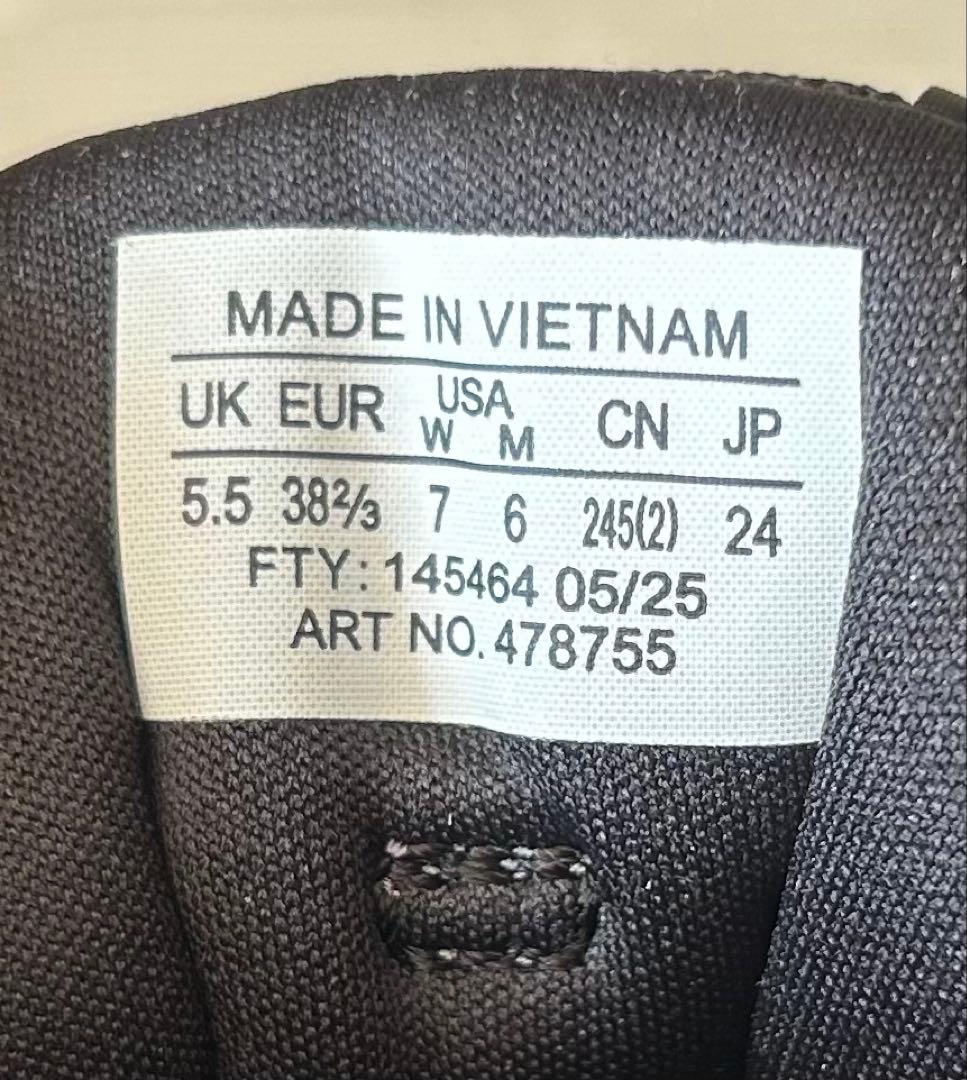 MADE IN VIETNAM
UK EUR USA W M CN JP
5.5 38⅔ 7 6 245(2) 24
FTY: 145464 05/25
ART NO. 478755